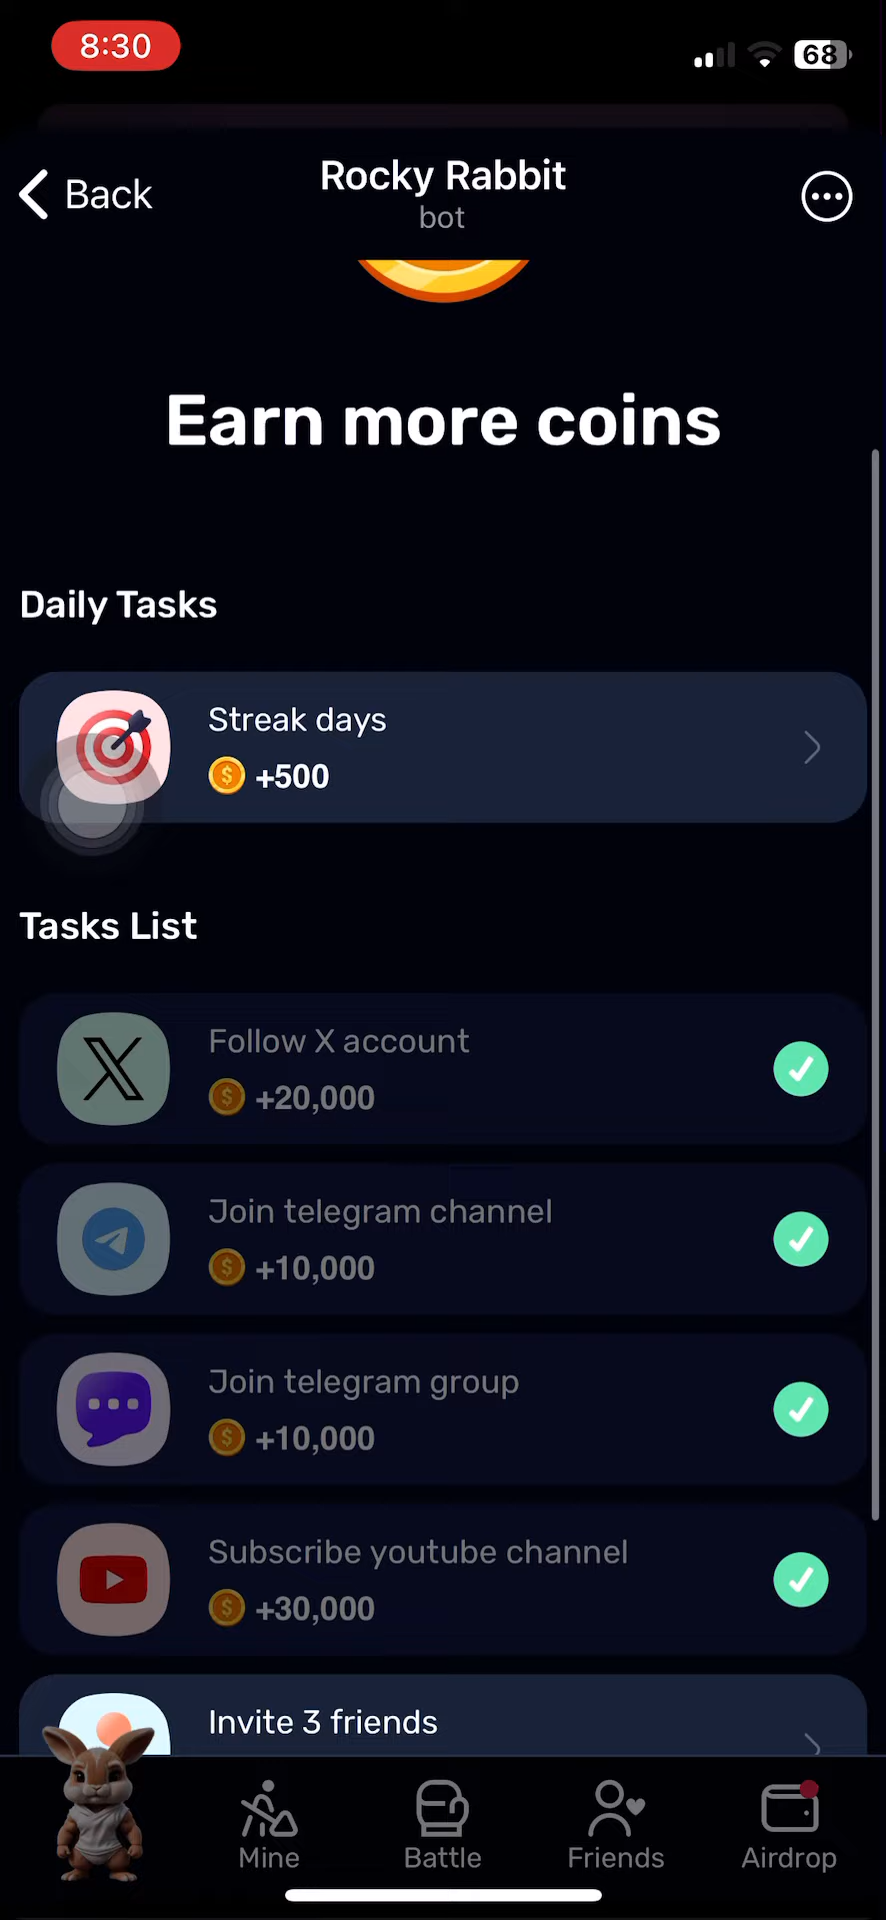 8:30
68
Back
Rocky Rabbit
bot
Earn more coins
Daily Tasks
Streak days
+500
Tasks List
Follow X account
+20,000
Join telegram channel
+10,000
Join telegram group
+10,000
Subscribe youtube channel
+30,000
Invite 3 friends
Mine
Battle
Friends
Airdrop